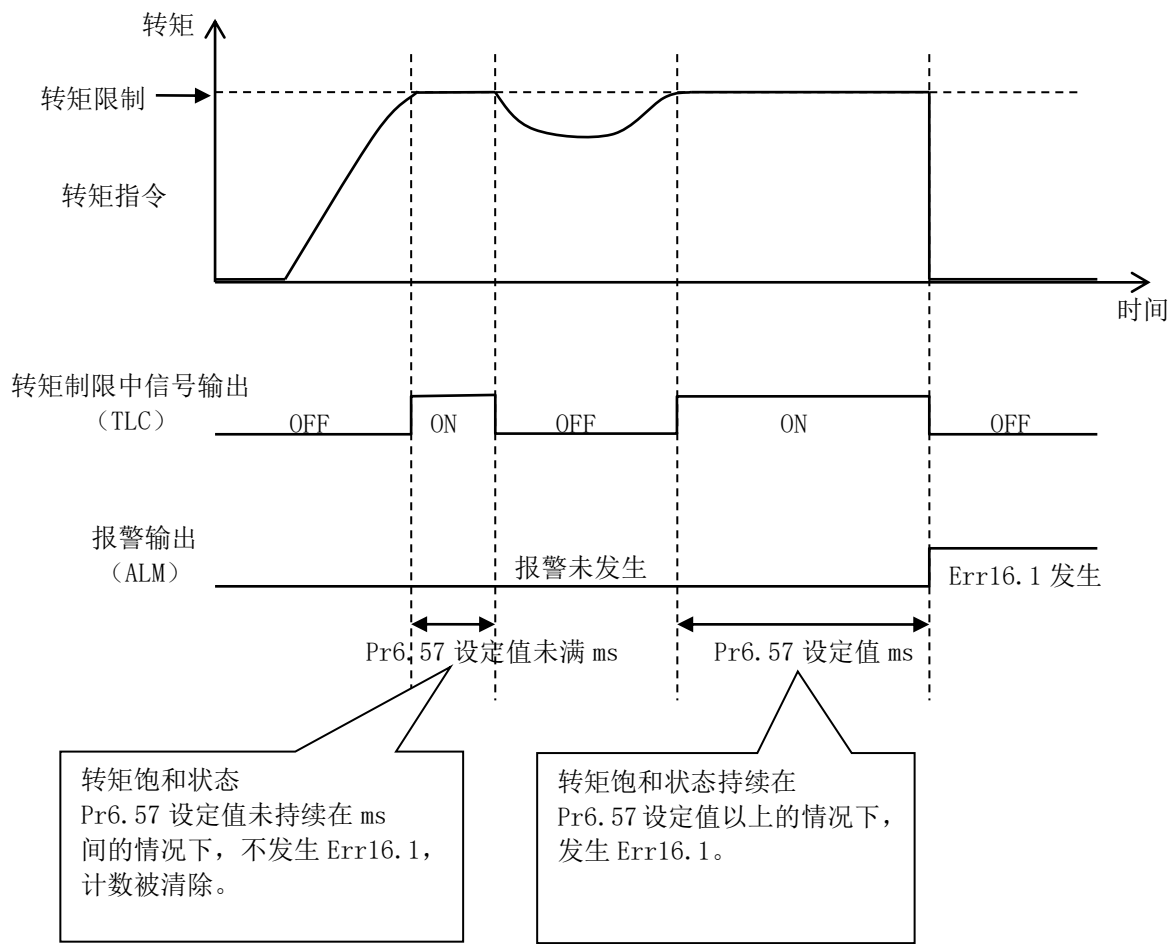 转矩
转矩限制
转矩指令
时间
转矩制限中信号输出
（TLC）
OFF
ON
OFF
ON
OFF
报警输出
（ALM）
报警未发生
Err16.1 发生
Pr6.57 设定值未满 ms
Pr6.57 设定值 ms
转矩饱和状态
Pr6.57 设定值未持续在 ms
间的情况下，不发生 Err16.1，
计数被清除。
转矩饱和状态持续在
Pr6.57 设定值以上的情况下，
发生 Err16.1。